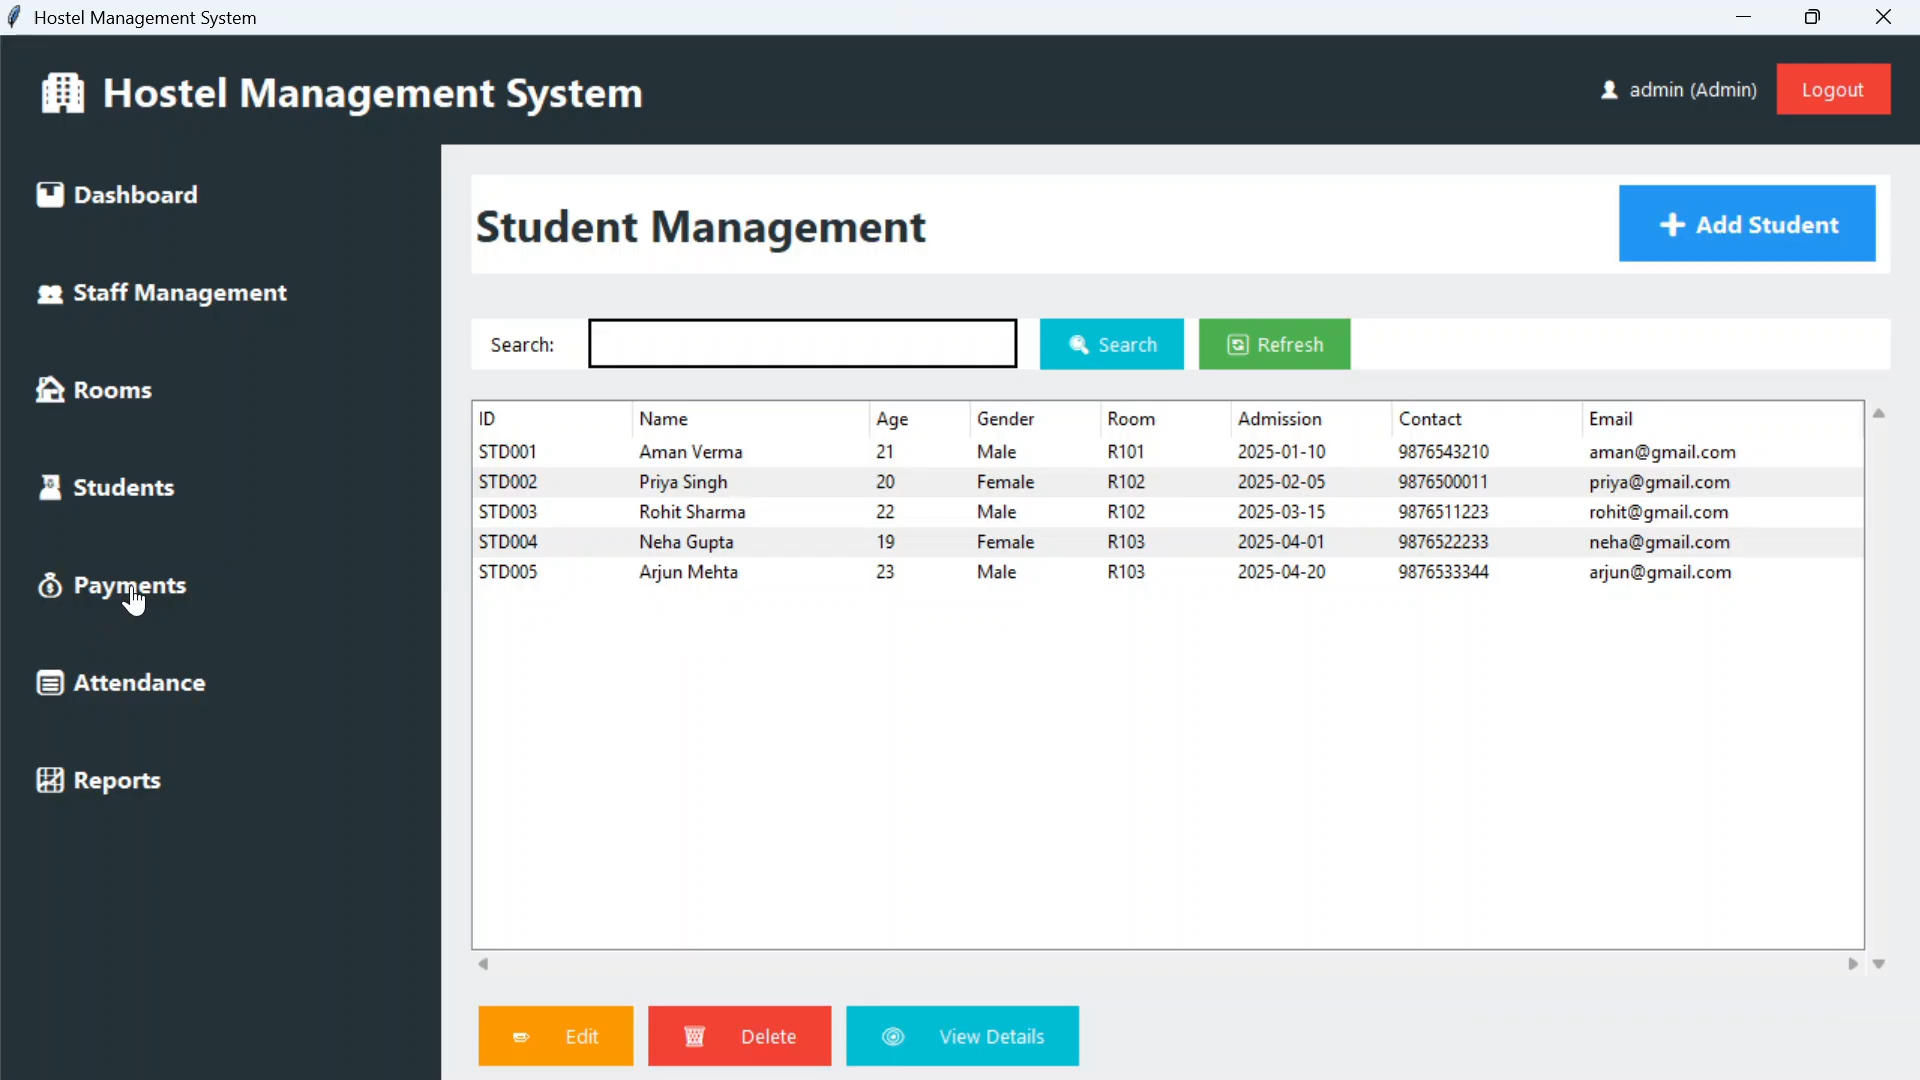 Hostel Management System
Hostel Management System
admin (Admin)
Logout
Dashboard
Staff Management
Rooms
Students
Payments
Attendance
Reports
Student Management
Add Student
Search:
Search
Refresh
ID Name Age Gender Room Admission Contact Email
STD001 Aman Verma 21 Male R101 2025-01-10 9876543210 aman@gmail.com
STD002 Priya Singh 20 Female R102 2025-02-05 9876500011 priya@gmail.com
STD003 Rohit Sharma 22 Male R102 2025-03-15 9876511223 rohit@gmail.com
STD004 Neha Gupta 19 Female R103 2025-04-01 9876522233 neha@gmail.com
STD005 Arjun Mehta 23 Male R103 2025-04-20 9876533344 arjun@gmail.com
Edit
Delete
View Details